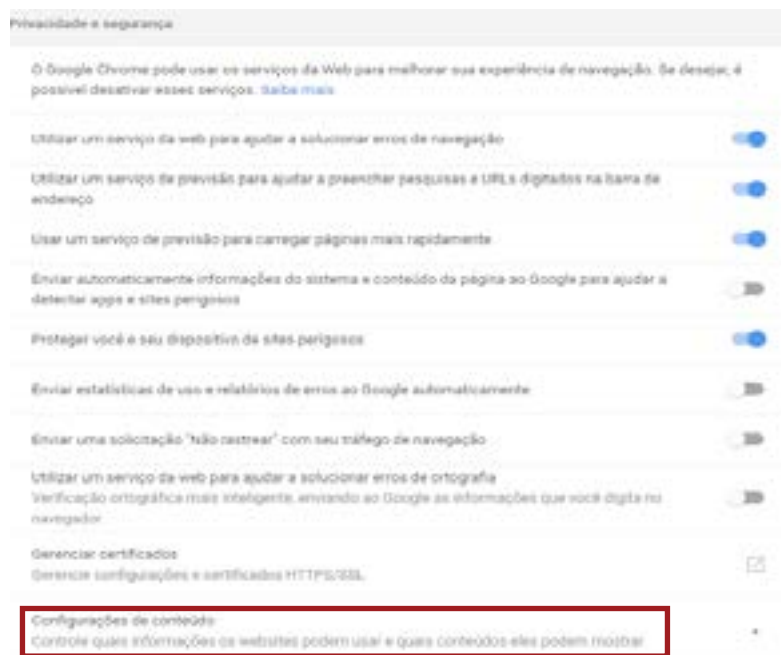 Privacidade e segurança
O Google Chrome pode usar os serviços da Web para melhorar sua experiência de navegação. Se desejar, é
possível desativar esses serviços. Saiba mais
Utilizar um serviço da web para ajudar a solucionar erros de navegação
Utilizar um serviço de previsão para ajudar a preencher pesquisas e URLs digitados na barra de
endereço
Usar um serviço de previsão para carregar páginas mais rapidamente
Enviar automaticamente informações do sistema e conteúdo da página ao Google para ajudar a
detectar apps e sites perigosos
Proteger você e seu dispositivo de sites perigosos
Enviar estatísticas de uso e relatórios de erros ao Google automaticamente
Enviar uma solicitação "Não rastrear" com seu tráfego de navegação
Utilizar um serviço da web para ajudar a solucionar erros de ortografia
Verificação ortográfica mais inteligente, enviando ao Google as informações que você digita no
navegador
Gerenciar certificados
Gerencie configurações e certificados HTTPS/SSL.
Configurações de conteúdo
Controle quais informações os websites podem usar e quais conteúdos eles podem mostrar